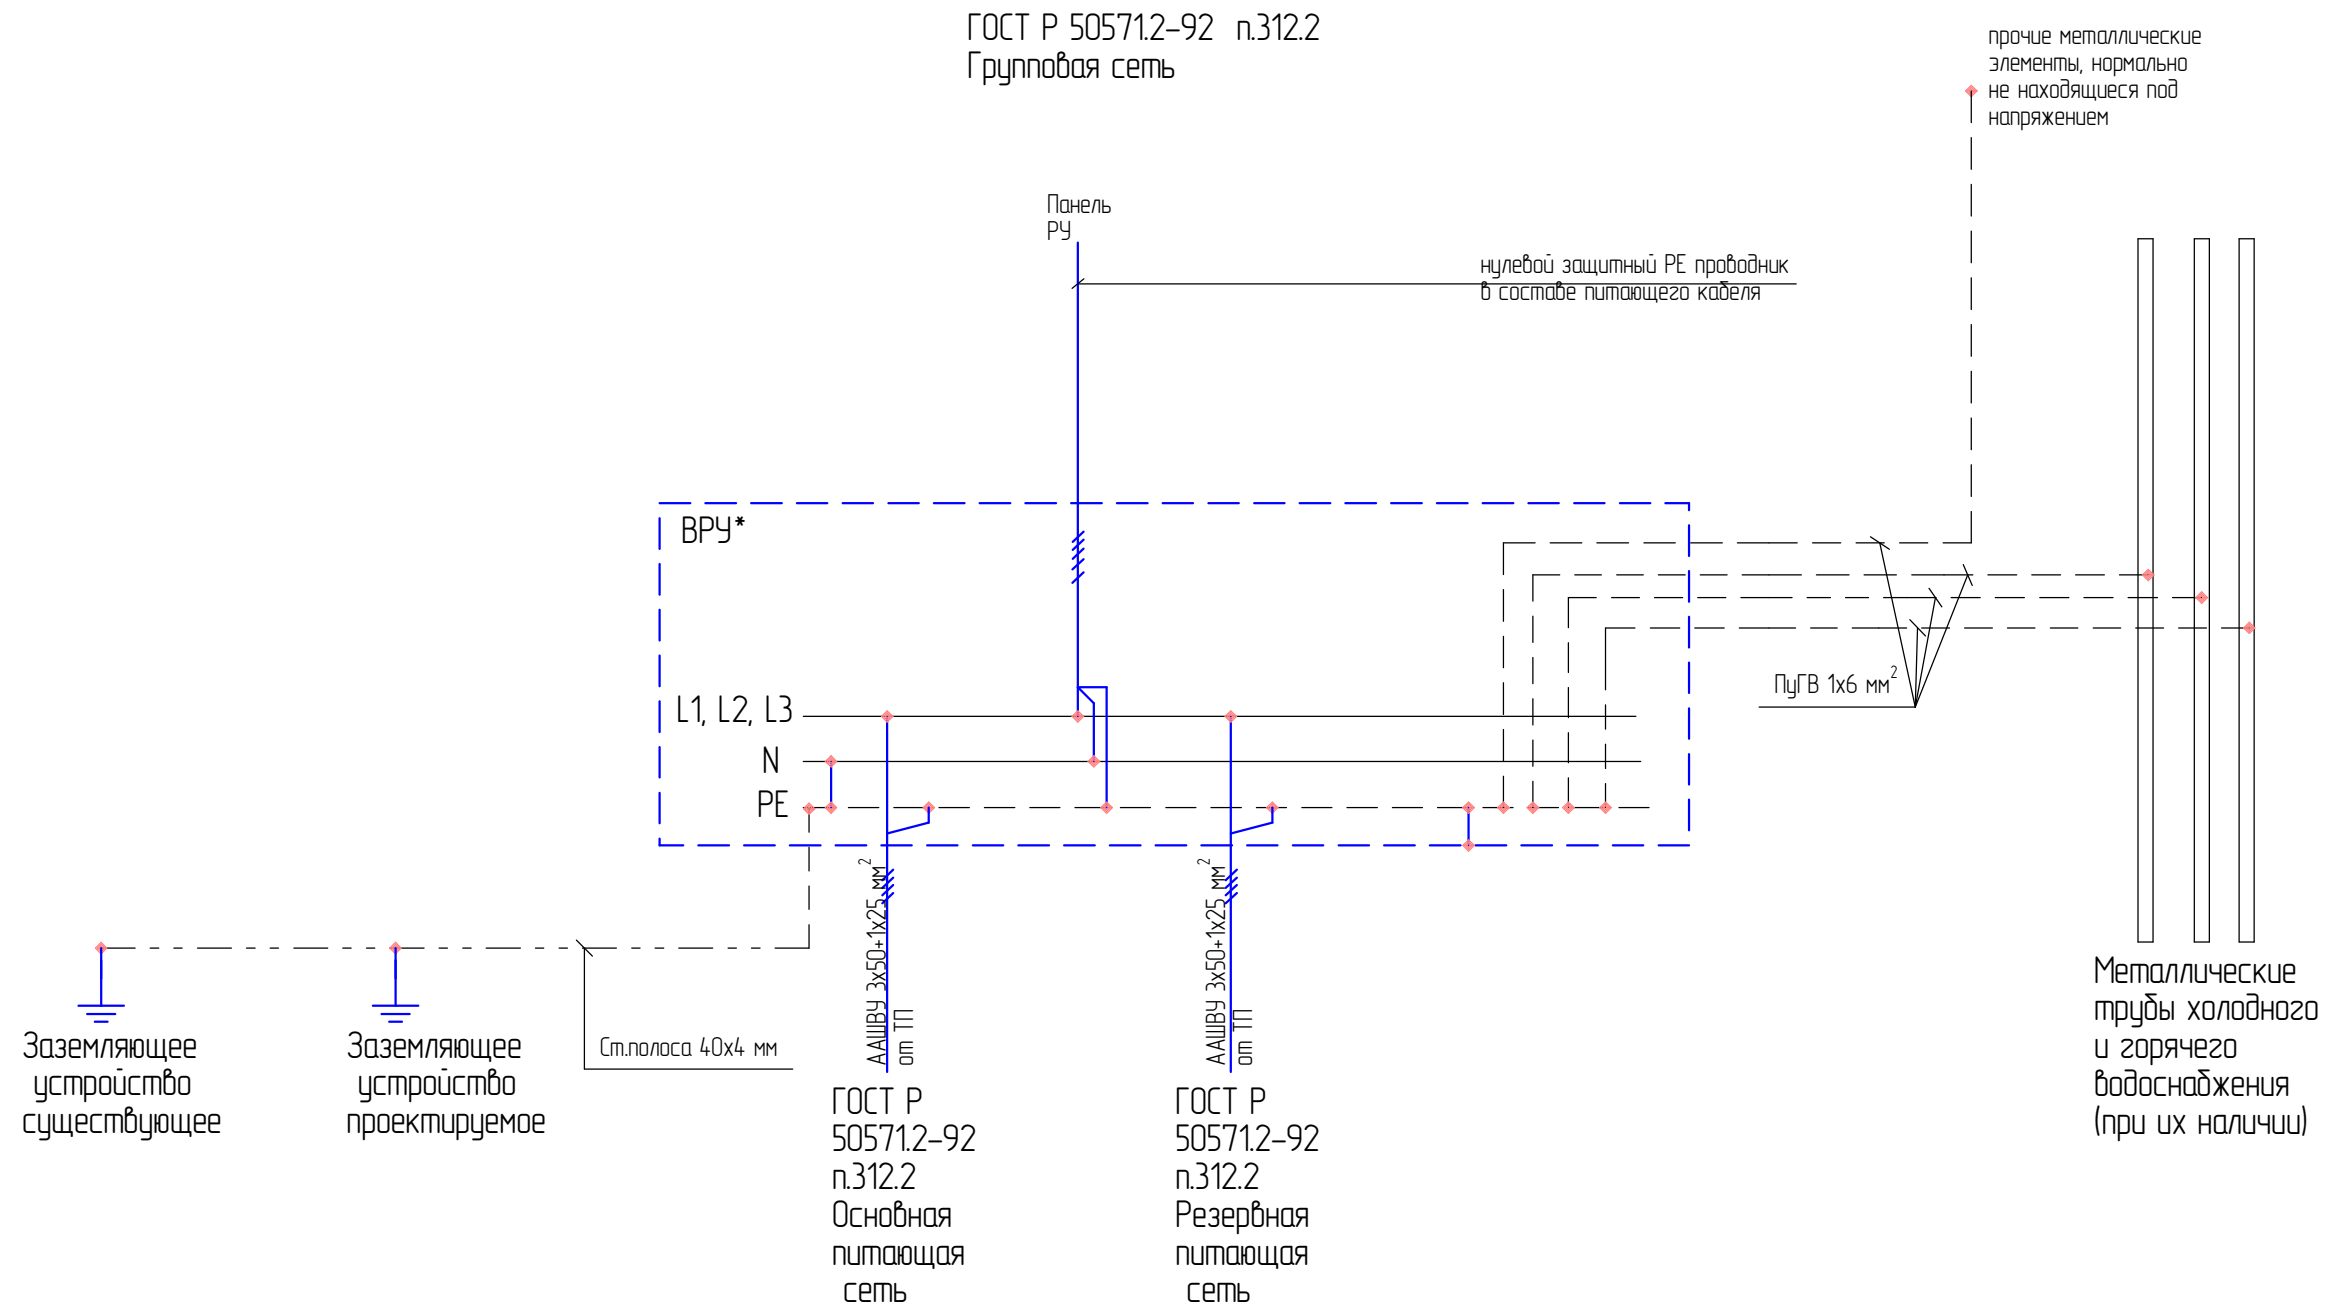 ГОСТ Р 50571.2-92 п.312.2
Групповая сеть
прочие металлические
элементы, нормально
не находящиеся под
напряжением
Панель
РУ
нулевой защитный РЕ проводник
в составе питающего кабеля
ВРУ*
L1, L2, L3
N
PE
ПуГВ 1х6 мм²
ААШВУ 3х50+1х25 мм²
от ТП
ААШВУ 3х50+1х25 мм²
от ТП
Ст.полоса 40х4 мм
Заземляющее
устройство
существующее
Заземляющее
устройство
проектируемое
ГОСТ Р
50571.2-92
п.312.2
Основная
питающая
сеть
ГОСТ Р
50571.2-92
п.312.2
Резервная
питающая
сеть
Металлические
трубы холодного
и горячего
водоснабжения
(при их наличии)